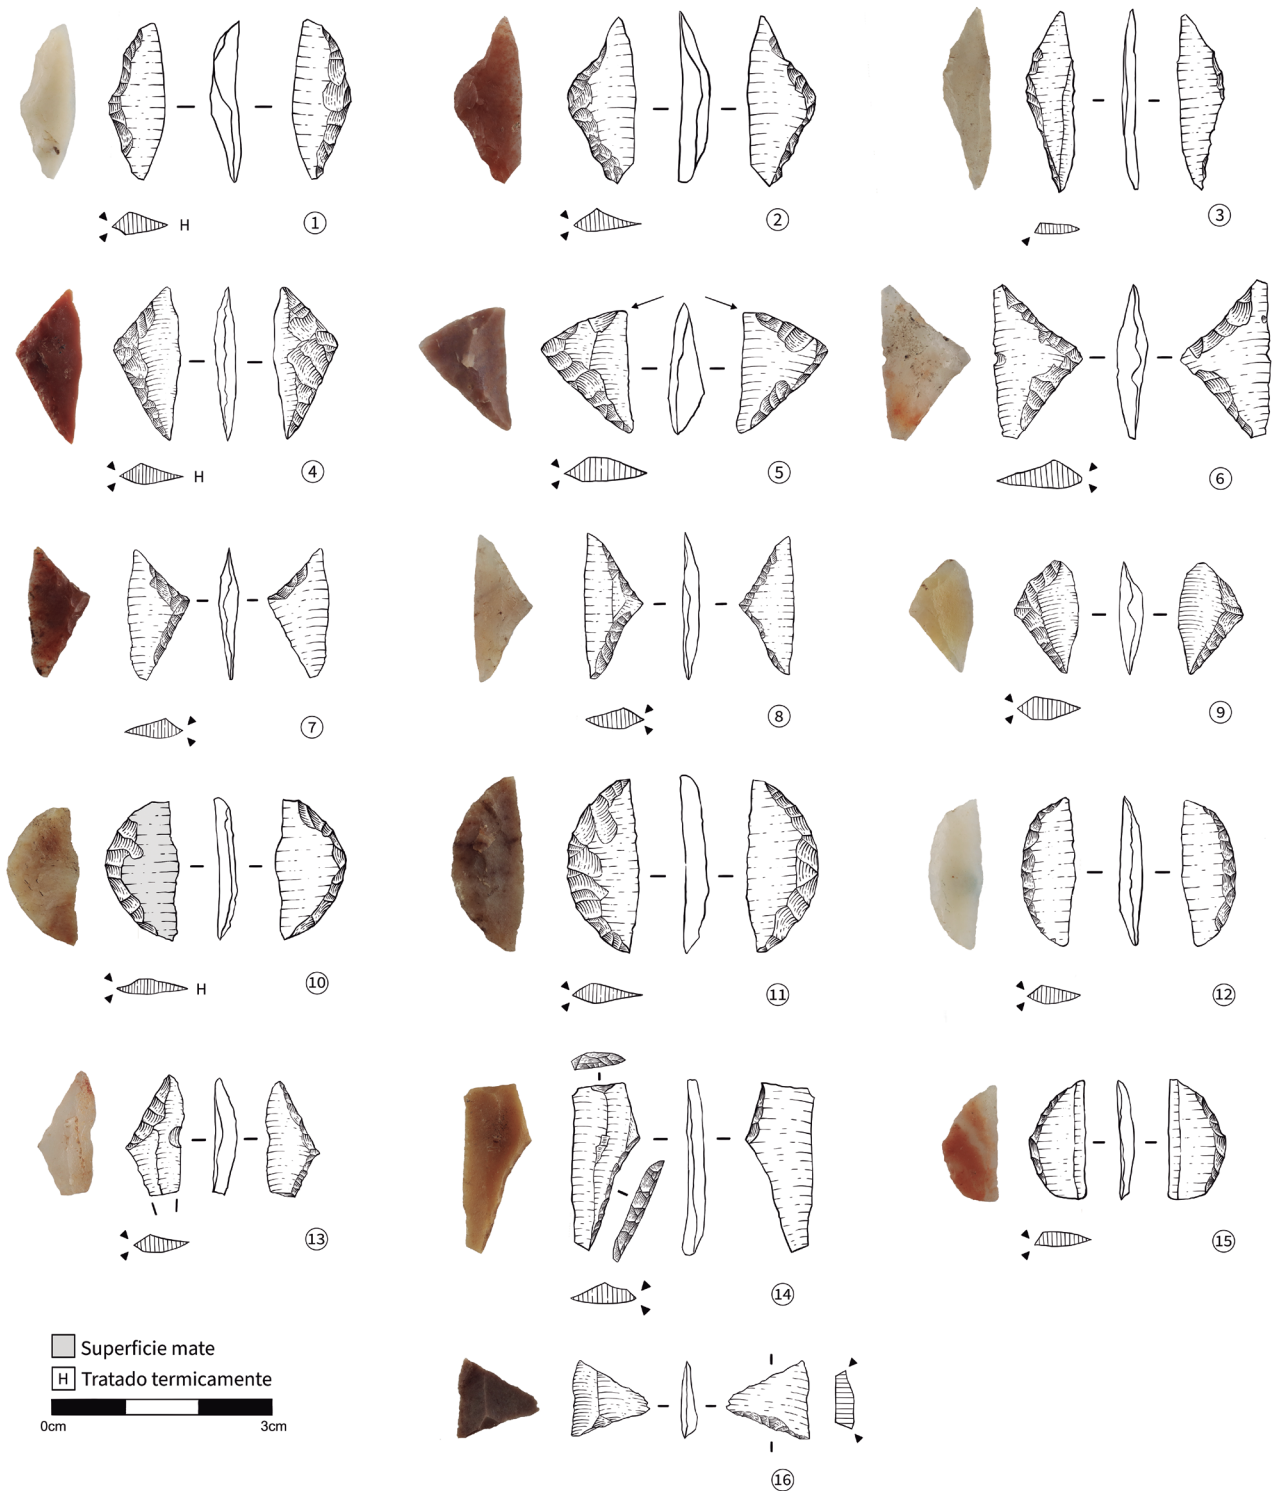 H
①
②
③
H
④
⑤
⑥
⑦
⑧
⑨
H
⑩
⑪
⑫
⑬
⑭
⑮
Superficie mate
H Tratado termicamente
0cm 3cm
⑯